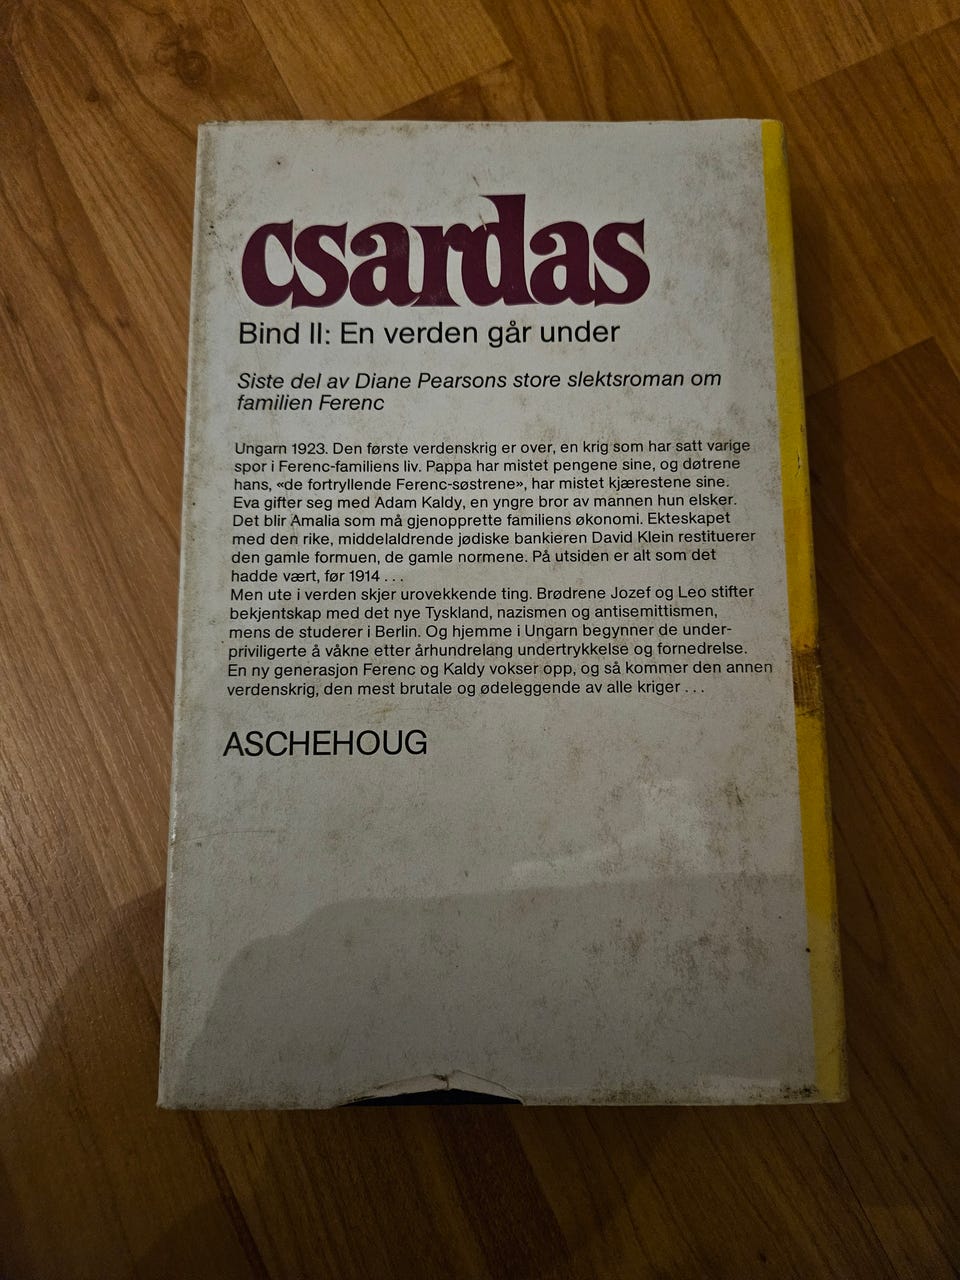 csardas
Bind II: En verden går under
Siste del av Diane Pearsons store slektsroman om
familien Ferenc
Ungarn 1923. Den første verdenskrig er over, en krig som har satt varige
spor i Ferenc-familiens liv. Pappa har mistet pengene sine, og døtrene
hans, «de fortryllende Ferenc-søstrene», har mistet kjærestene sine.
Eva gifter seg med Adam Kaldy, en yngre bror av mannen hun elsker.
Det blir Amalia som må gjenopprette familiens økonomi. Ekteskapet
med den rike, middelaldrende jødiske bankieren David Klein restituerer
den gamle formuen, de gamle normene. På utsiden er alt som det
hadde vært, før 1914 . . .
Men ute i verden skjer urovekkende ting. Brødrene Jozef og Leo stifter
bekjentskap med det nye Tyskland, nazismen og antisemittismen,
mens de studerer i Berlin. Og hjemme i Ungarn begynner de under-
priviligerte å våkne etter århundrelang undertrykkelse og fornedrelse.
En ny generasjon Ferenc og Kaldy vokser opp, og så kommer den annen
verdenskrig, den mest brutale og ødeleggende av alle kriger . . .
ASCHEHOUG